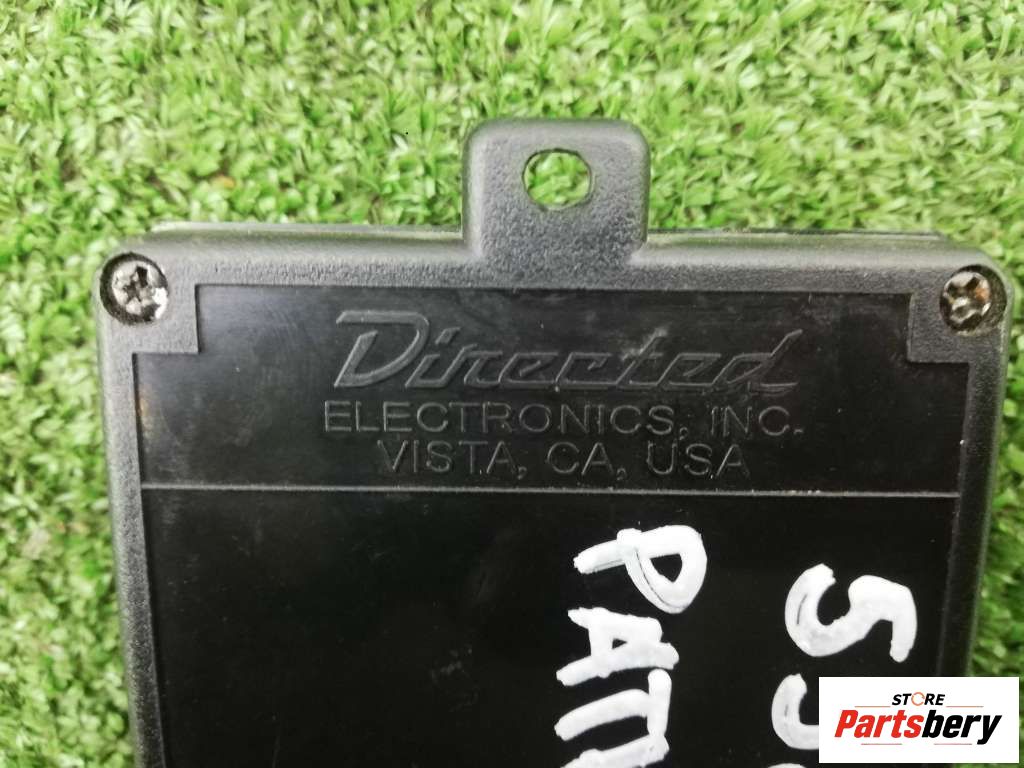 Directed
ELECTRONICS, INC.
VISTA, CA, USA
STORE
Partsbery